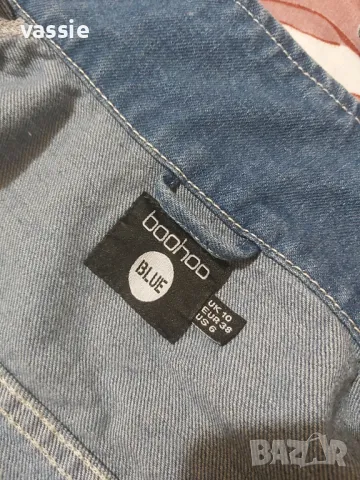 vassie
boohoo
BLUE
UK 10
EUR 38
US 6
BAZAR